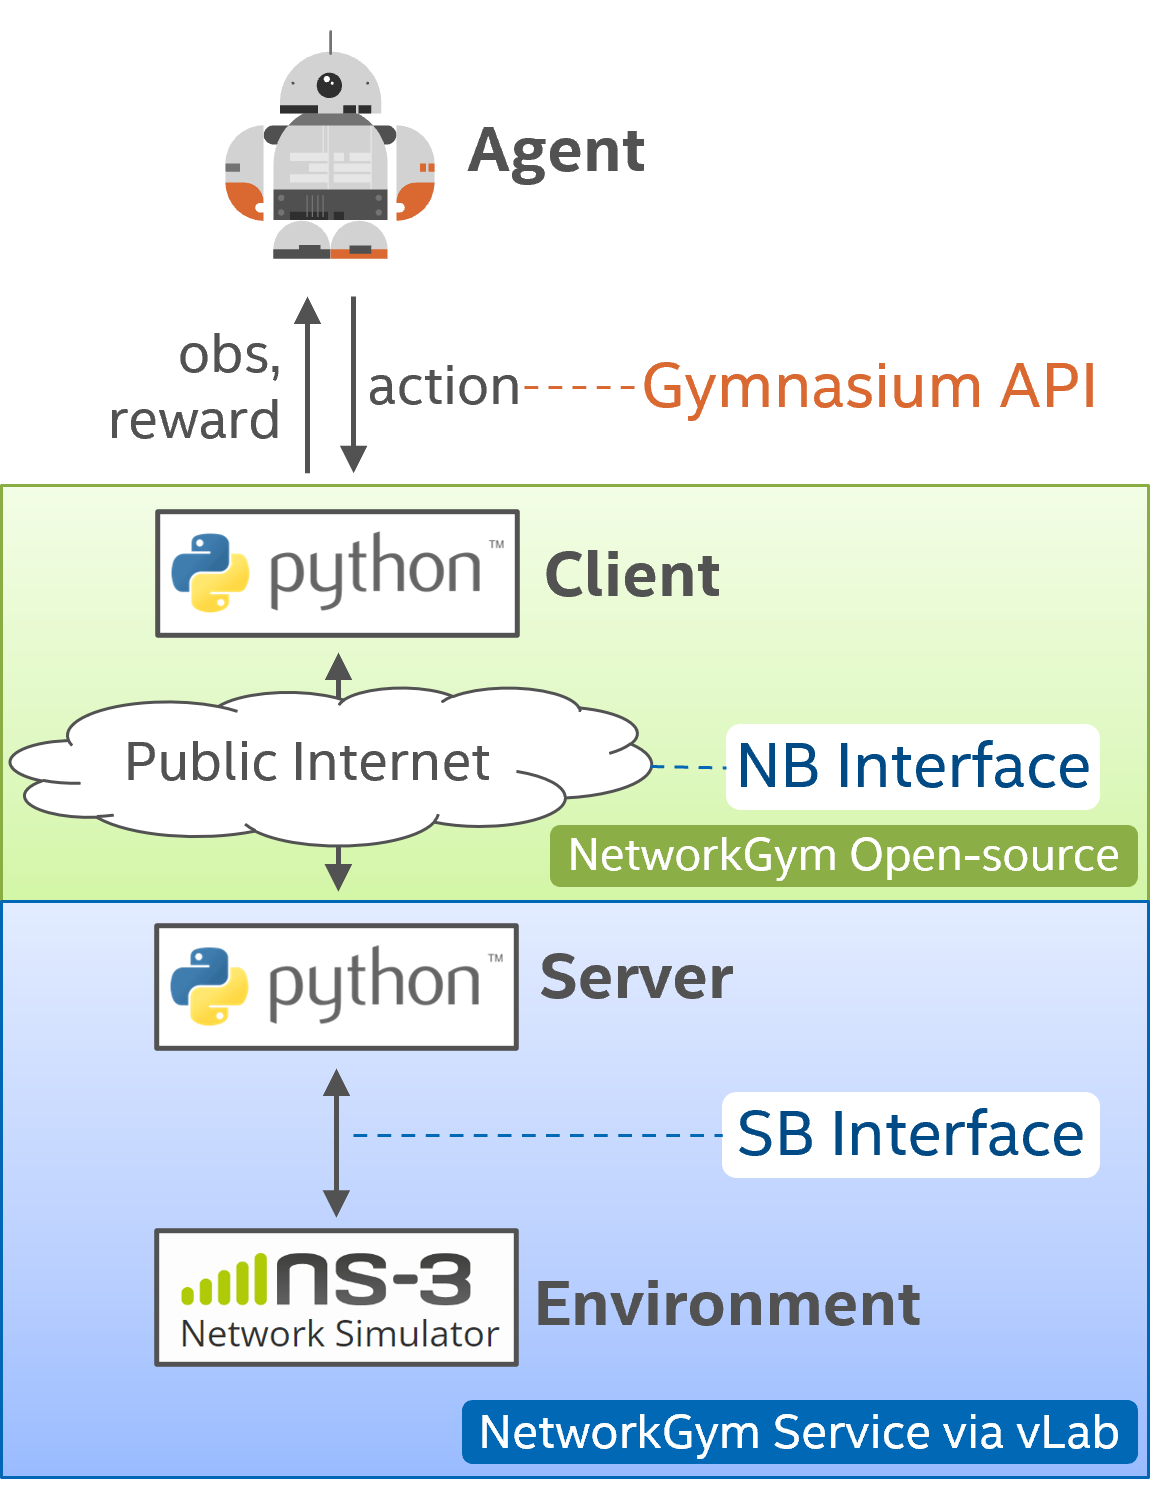 Agent
obs,
reward
action
Gymnasium API
python™
Client
Public Internet
NB Interface
NetworkGym Open-source
python™
Server
SB Interface
ns-3
Network Simulator
Environment
NetworkGym Service via vLab